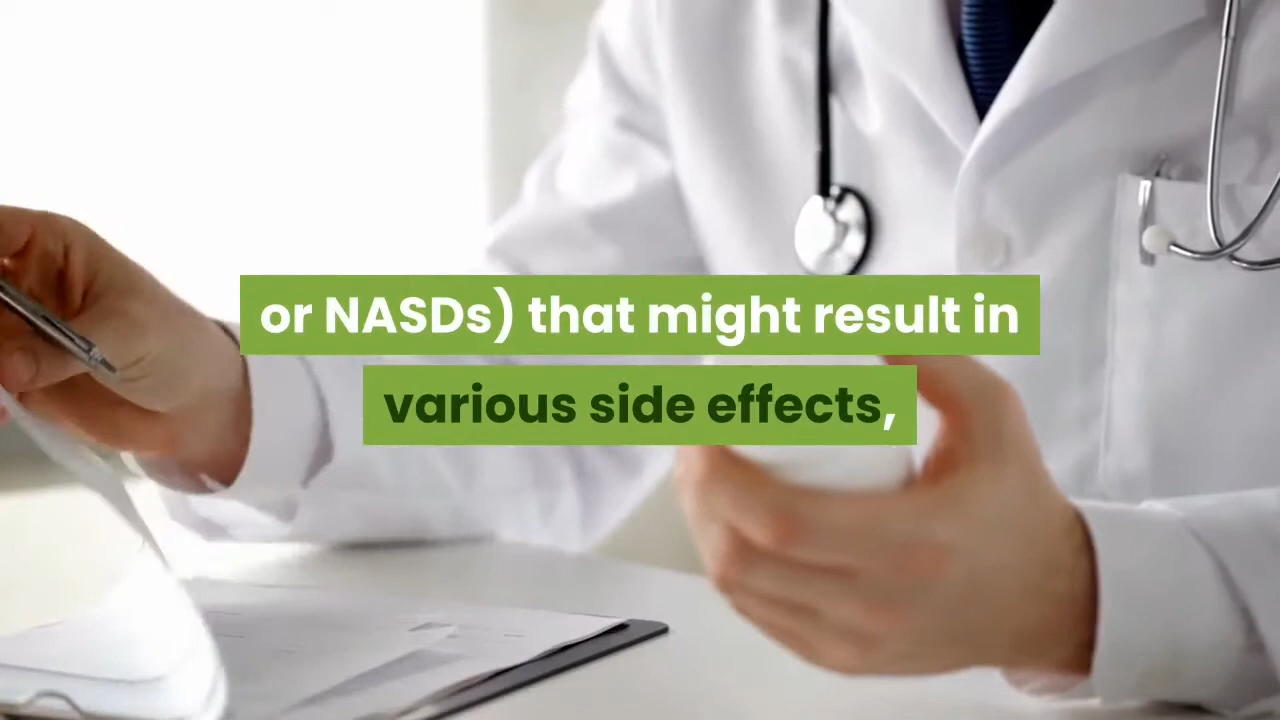 or NASDs) that might result in
various side effects,